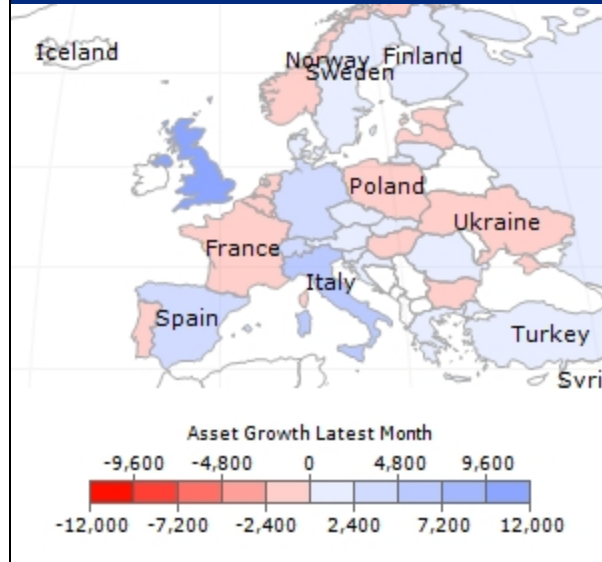 Iceland
Norway
Finland
Sweden
Poland
Ukraine
France
Italy
Spain
Turkey
Syri
Asset Growth Latest Month
-9,600 -4,800 0 4,800 9,600
-12,000 -7,200 -2,400 2,400 7,200 12,000